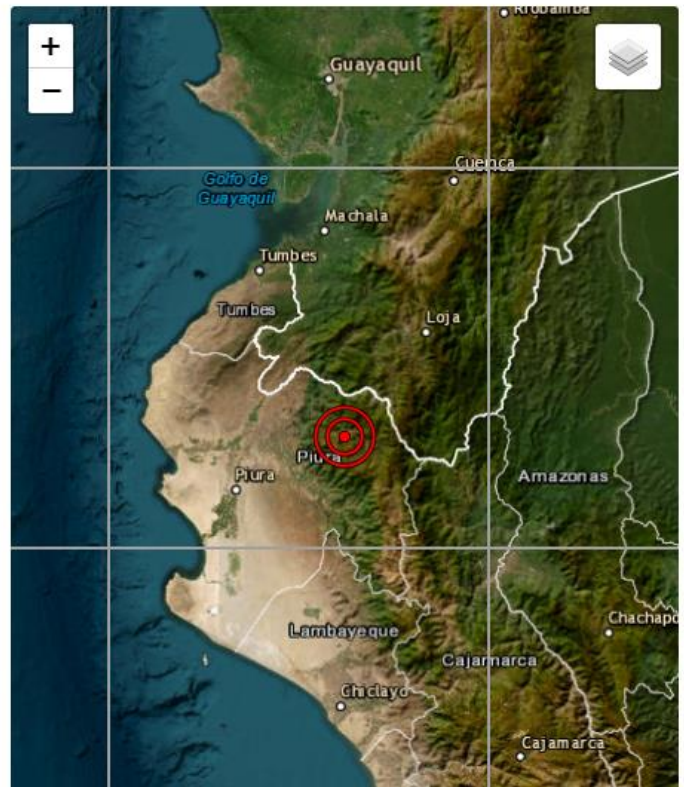 Riobamba
+
−
Guayaquil
Cuenca
Golfo de
Guayaquil
Machala
Tumbes
Tumbes
Loja
Piura
Piura
Amazonas
Lambayeque
Chachapo
Cajamarca
Chiclayo
Cajamarca